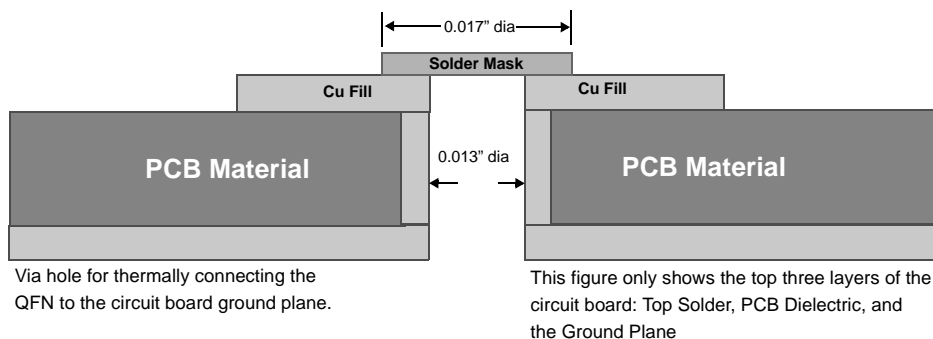 0.017” dia
Solder Mask
Cu Fill
Cu Fill
PCB Material
0.013” dia
PCB Material
Via hole for thermally connecting the
QFN to the circuit board ground plane.
This figure only shows the top three layers of the
circuit board: Top Solder, PCB Dielectric, and
the Ground Plane